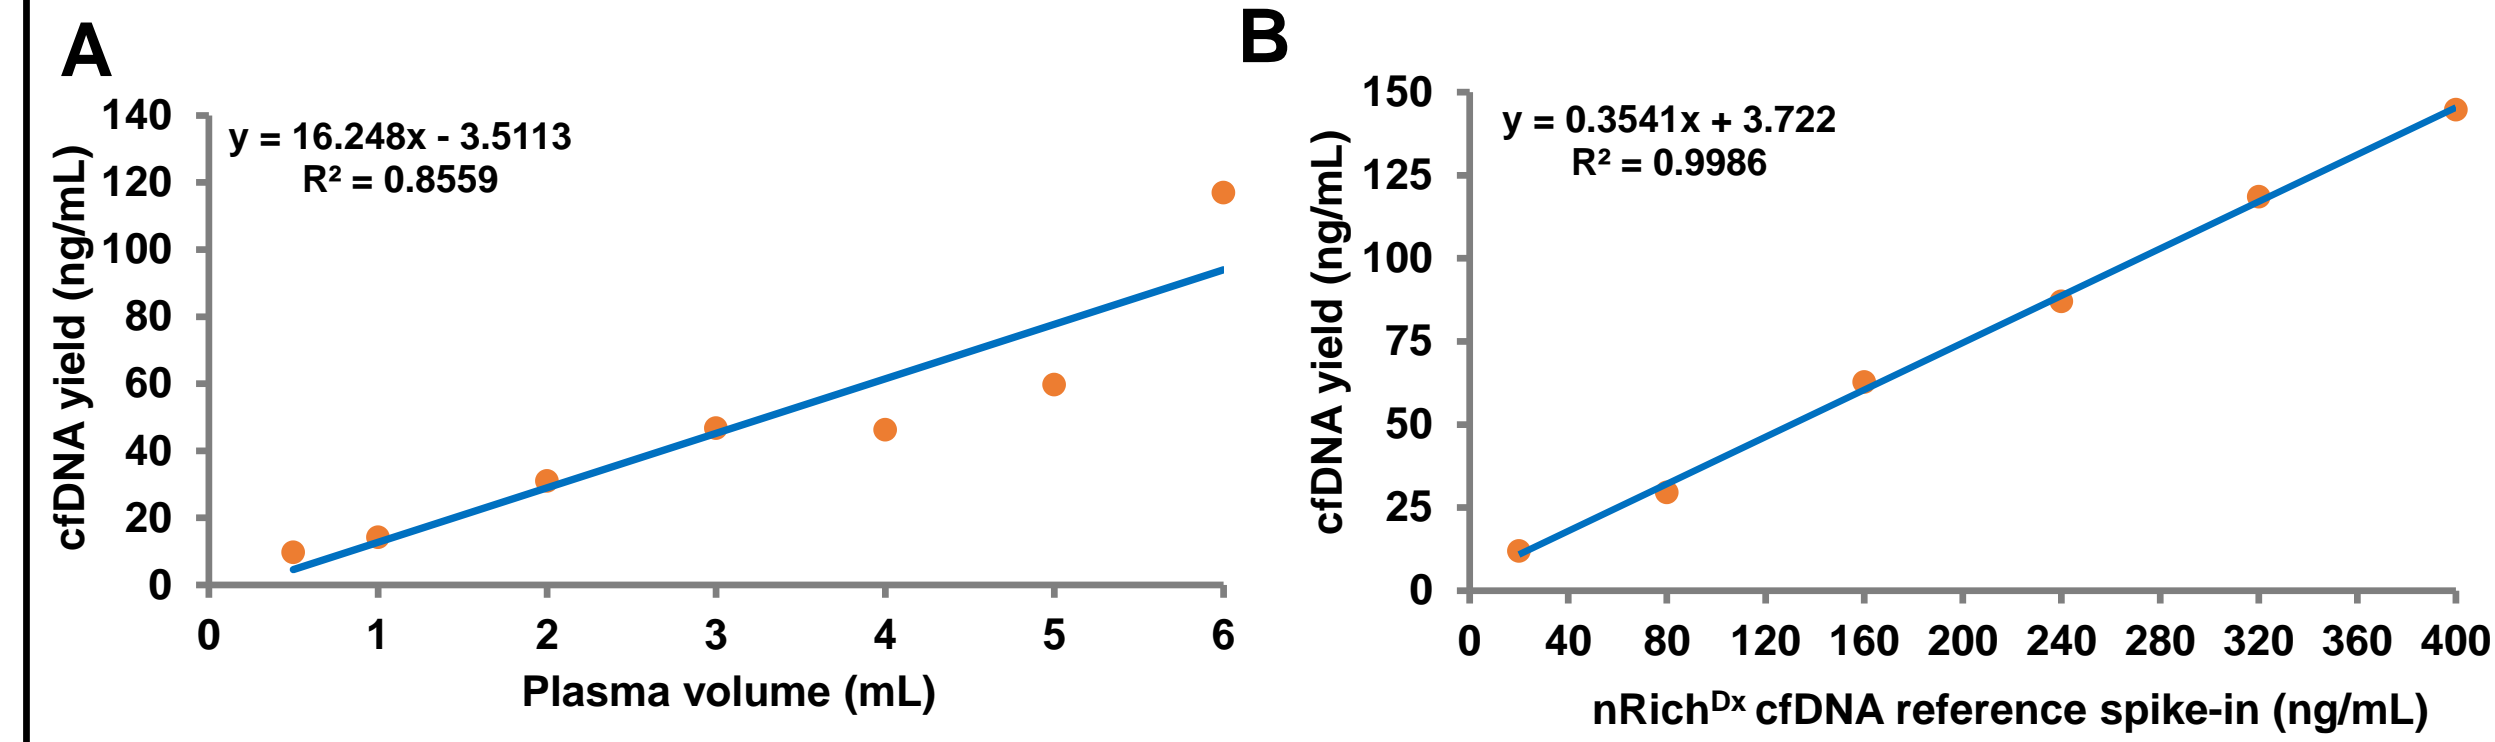 A
y = 16.248x - 3.5113
R² = 0.8559
cfDNA yield (ng/mL)
140
120
100
80
60
40
20
0
0 1 2 3 4 5 6
Plasma volume (mL)
B
y = 0.3541x + 3.722
R² = 0.9986
cfDNA yield (ng/mL)
150
125
100
75
50
25
0
0 40 80 120 160 200 240 280 320 360 400
nRichDx cfDNA reference spike-in (ng/mL)